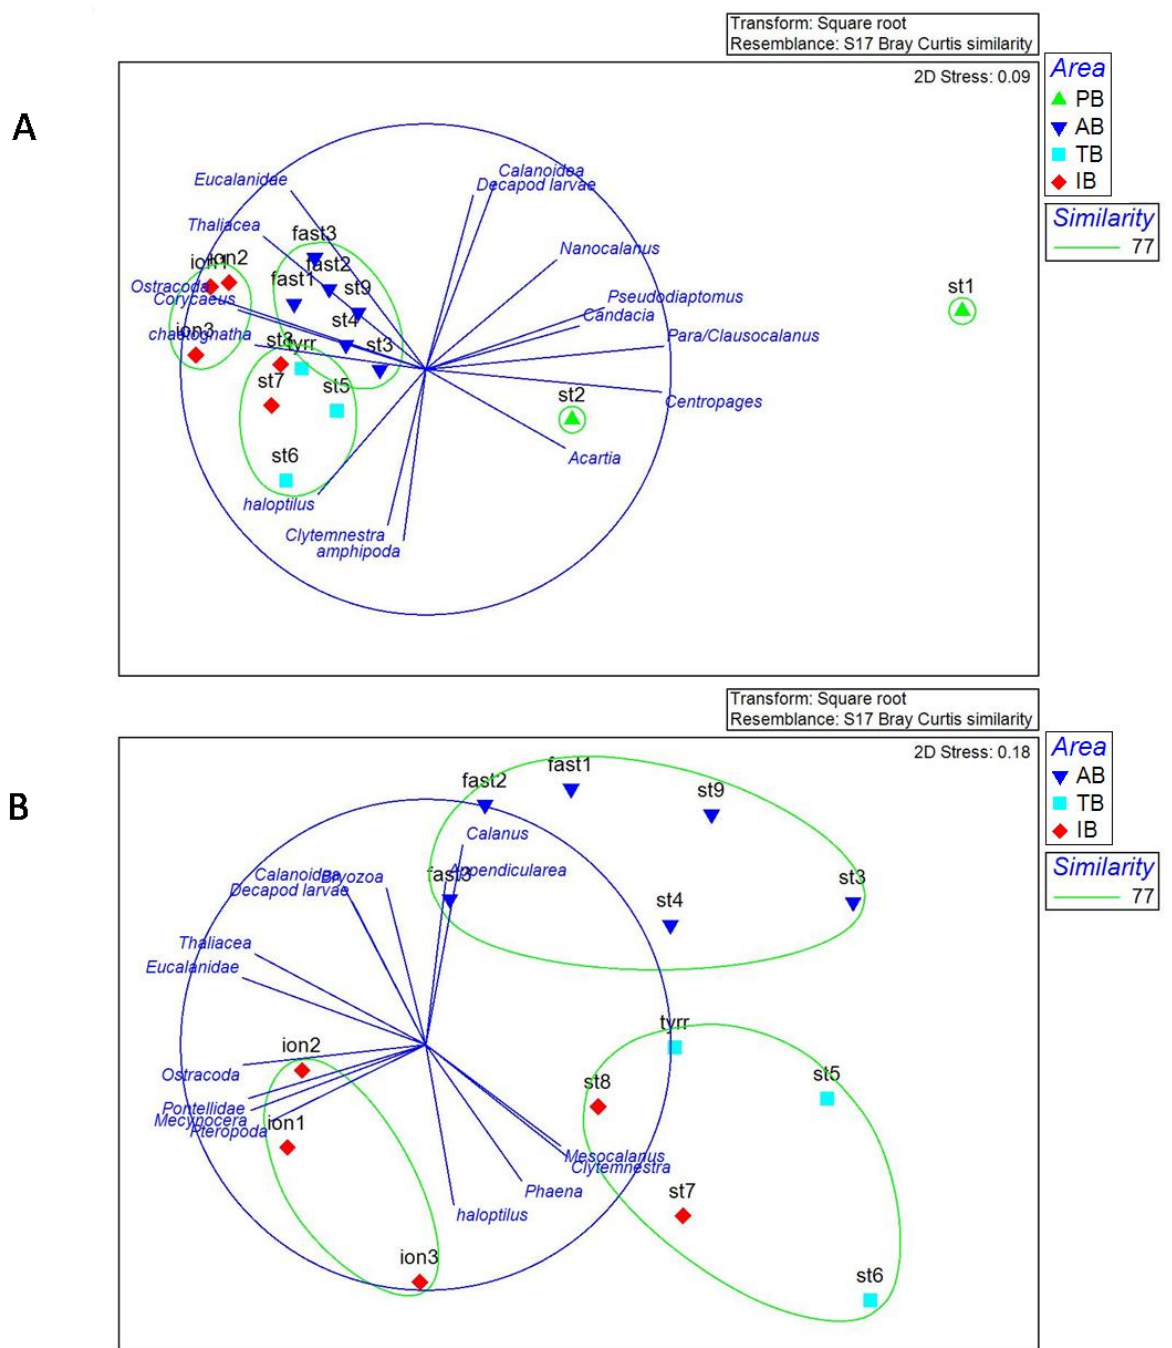 Transform: Square root
Resemblance: S17 Bray Curtis similarity
A
2D Stress: 0.09
Area
PB
AB
TB
IB
Similarity
77
Calanoidea
Eucalanidae
Decapod larvae
Thaliacea
fast3
Nanocalanus
ion1
ion2
fast2
fast1
st9
st1
Ostracoda
Corycaeus
Pseudodiaptomus
Candacia
st4
chaetognatha
ion3
st8
tyrr
st3
Para/Clausocalanus
st7
st5
st2
Centropages
st6
Acartia
haloptilus
Clytemnestra
amphipoda
Transform: Square root
Resemblance: S17 Bray Curtis similarity
B
2D Stress: 0.18
Area
AB
TB
IB
Similarity
77
fast2
fast1
st9
Calanus
Calanoidea
Bryozoa
fast3
Appendicularea
Decapod larvae
st3
st4
Thaliacea
Eucalanidae
tyrr
ion2
Ostracoda
st8
st5
Pontellidae
Mecynocera
Pteropoda
ion1
Mesocalanus
Clytemnestra
Phaena
st7
haloptilus
ion3
st6